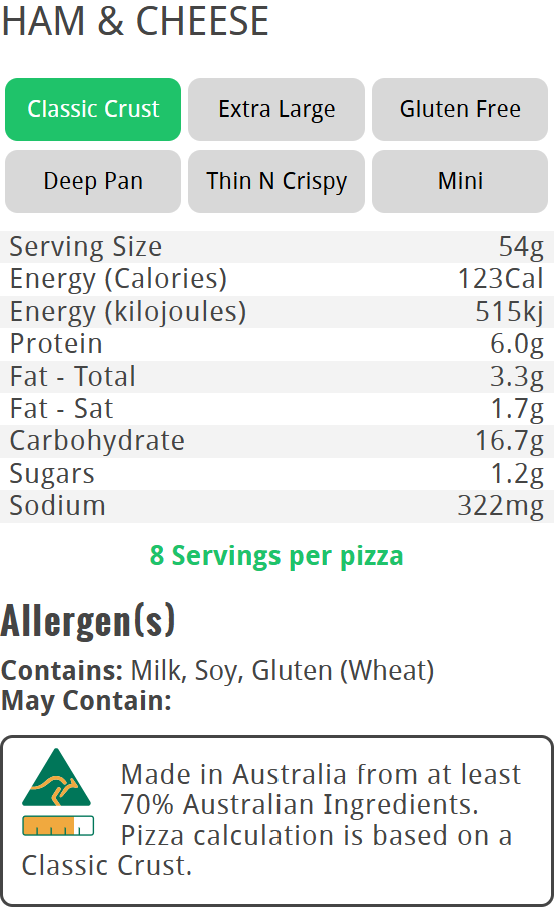 HAM & CHEESE
Classic Crust
Extra Large
Gluten Free
Deep Pan
Thin N Crispy
Mini
Serving Size 54g
Energy (Calories) 123Cal
Energy (kilojoules) 515kj
Protein 6.0g
Fat - Total 3.3g
Fat - Sat 1.7g
Carbohydrate 16.7g
Sugars 1.2g
Sodium 322mg
8 Servings per pizza
Allergen(s)
Contains: Milk, Soy, Gluten (Wheat)
May Contain:
Made in Australia from at least
70% Australian Ingredients.
Pizza calculation is based on a
Classic Crust.